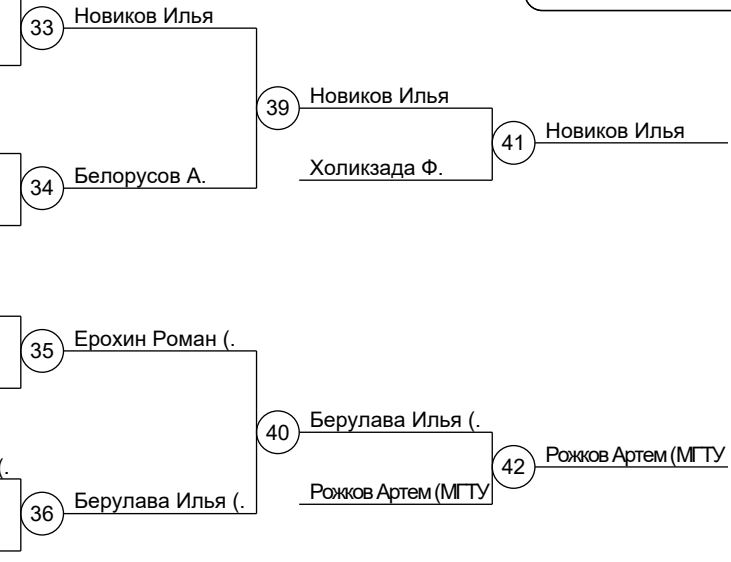 33 Новиков Илья
39 Новиков Илья
41 Новиков Илья
Холикзада Ф.
34 Белорусов А.
35 Ерохин Роман (.
40 Берулава Илья (.
42 Рожков Артем (МГТУ
(.
Рожков Артем (МГТУ
36 Берулава Илья (.